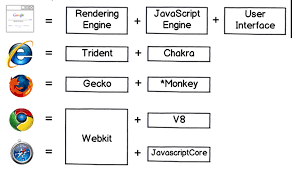 Google
= Rendering Engine + JavaScript Engine + User Interface
= Trident + Chakra
= Gecko + *Monkey
= Webkit + V8
= + JavascriptCore